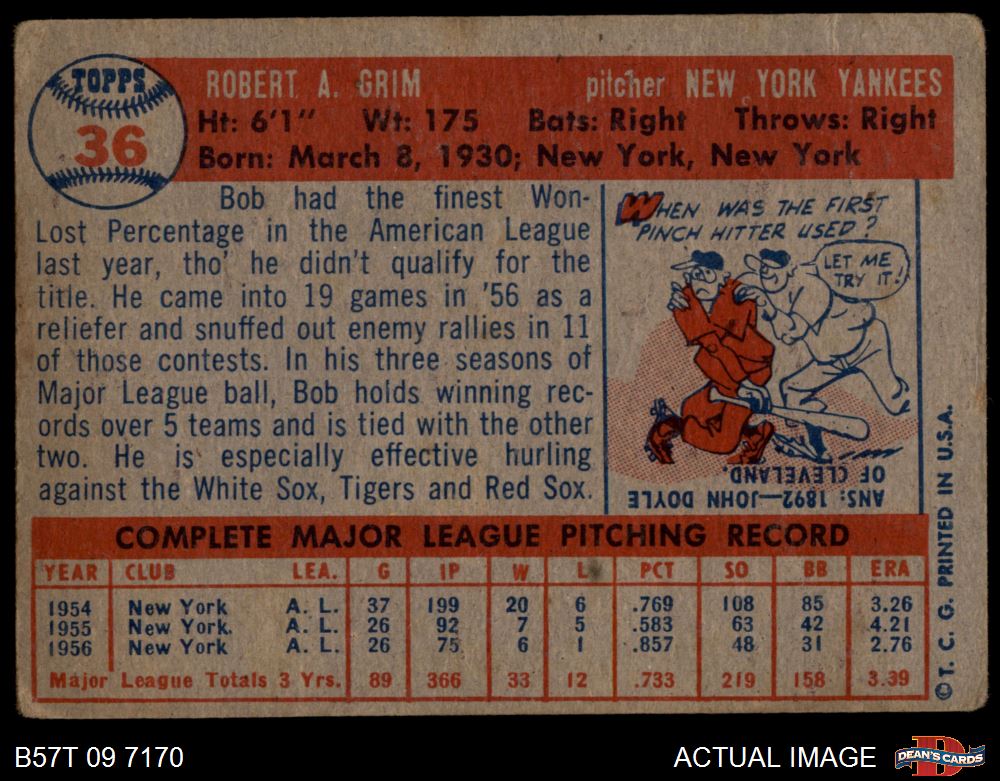 TOPPS
36
ROBERT A. GRIM pitcher NEW YORK YANKEES
Ht: 6'1" Wt: 175 Bats: Right Throws: Right
Born: March 8, 1930; New York, New York
Bob had the finest Won-
Lost Percentage in the American League
last year, tho' he didn't qualify for the
title. He came into 19 games in '56 as a
reliefer and snuffed out enemy rallies in 11
of those contests. In his three seasons of
Major League ball, Bob holds winning rec-
ords over 5 teams and is tied with the other
two. He is especially effective hurling
against the White Sox, Tigers and Red Sox.
WHEN WAS THE FIRST
PINCH HITTER USED?
LET ME
TRY IT!
ANS: 1892—JOHN DOYLE
OF CLEVELAND.
COMPLETE MAJOR LEAGUE PITCHING RECORD
YEAR CLUB LEA. G IP W L PCT SO BB ERA
1954 New York A. L. 37 199 20 6 .769 108 85 3.26
1955 New York. A. L. 26 92 7 5 .583 63 42 4.21
1956 New York A. L. 26 75 6 1 .857 48 31 2.76
Major League Totals 3 Yrs. 89 366 33 12 .733 219 158 3.39
© T. C. G. PRINTED IN U.S.A.
B57T 09 7170
ACTUAL IMAGE
D
DEAN'S CARDS